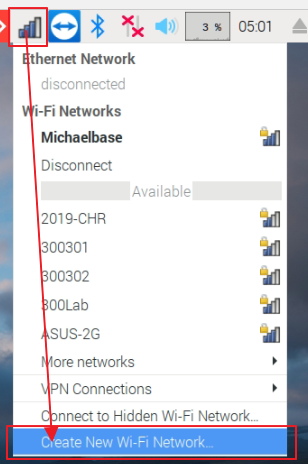 3 % 05:01
Ethernet Network
disconnected
Wi-Fi Networks
Michaelbase
Disconnect
Available
2019-CHR
300301
300302
300Lab
ASUS-2G
More networks
VPN Connections
Connect to Hidden Wi-Fi Network...
Create New Wi-Fi Network...